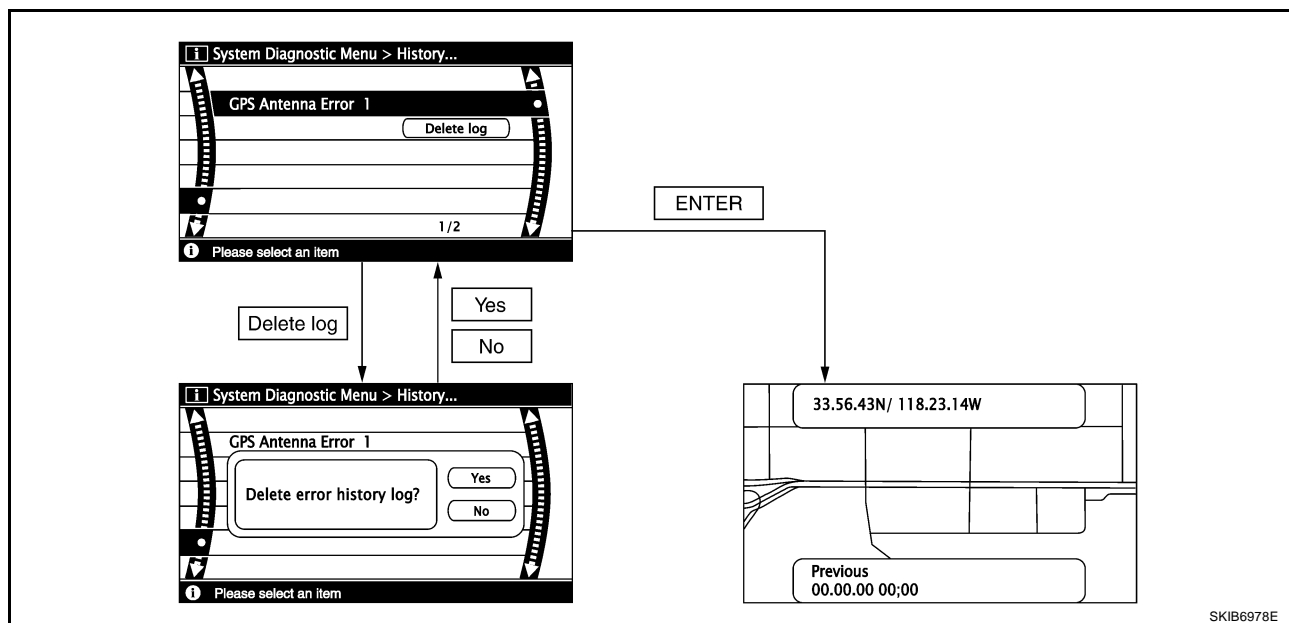 i System Diagnostic Menu > History...
GPS Antenna Error 1
Delete log
1/2
i Please select an item
ENTER
Delete log
Yes
No
i System Diagnostic Menu > History...
GPS Antenna Error 1
Delete error history log?
Yes
No
i Please select an item
33.56.43N/ 118.23.14W
Previous
00.00.00 00;00
SKIB6978E